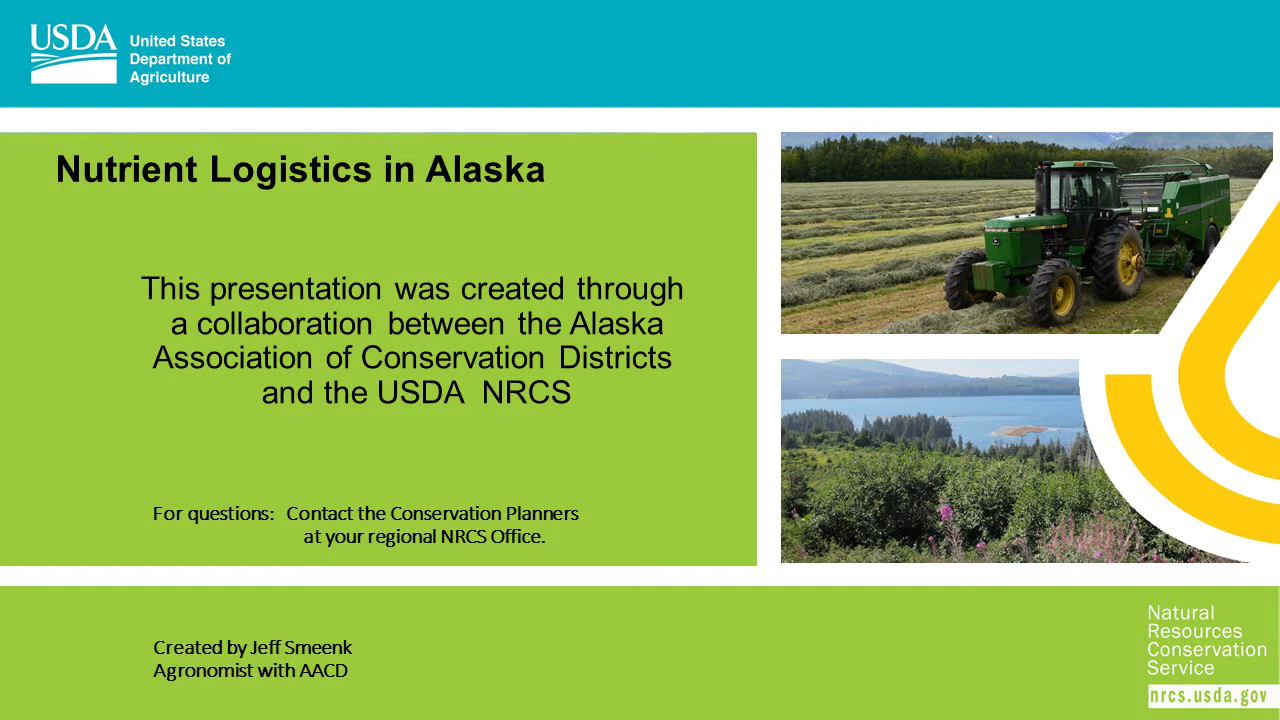 USDA
United States
Department of
Agriculture
Nutrient Logistics in Alaska
This presentation was created through
a collaboration between the Alaska
Association of Conservation Districts
and the USDA NRCS
For questions: Contact the Conservation Planners
at your regional NRCS Office.
Created by Jeff Smeenk
Agronomist with AACD
Natural
Resources
Conservation
Service
nrcs.usda.gov